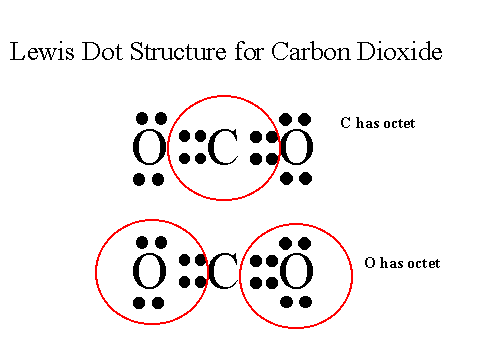 Lewis Dot Structure for Carbon Dioxide
O C O
C has octet
O C O
O has octet